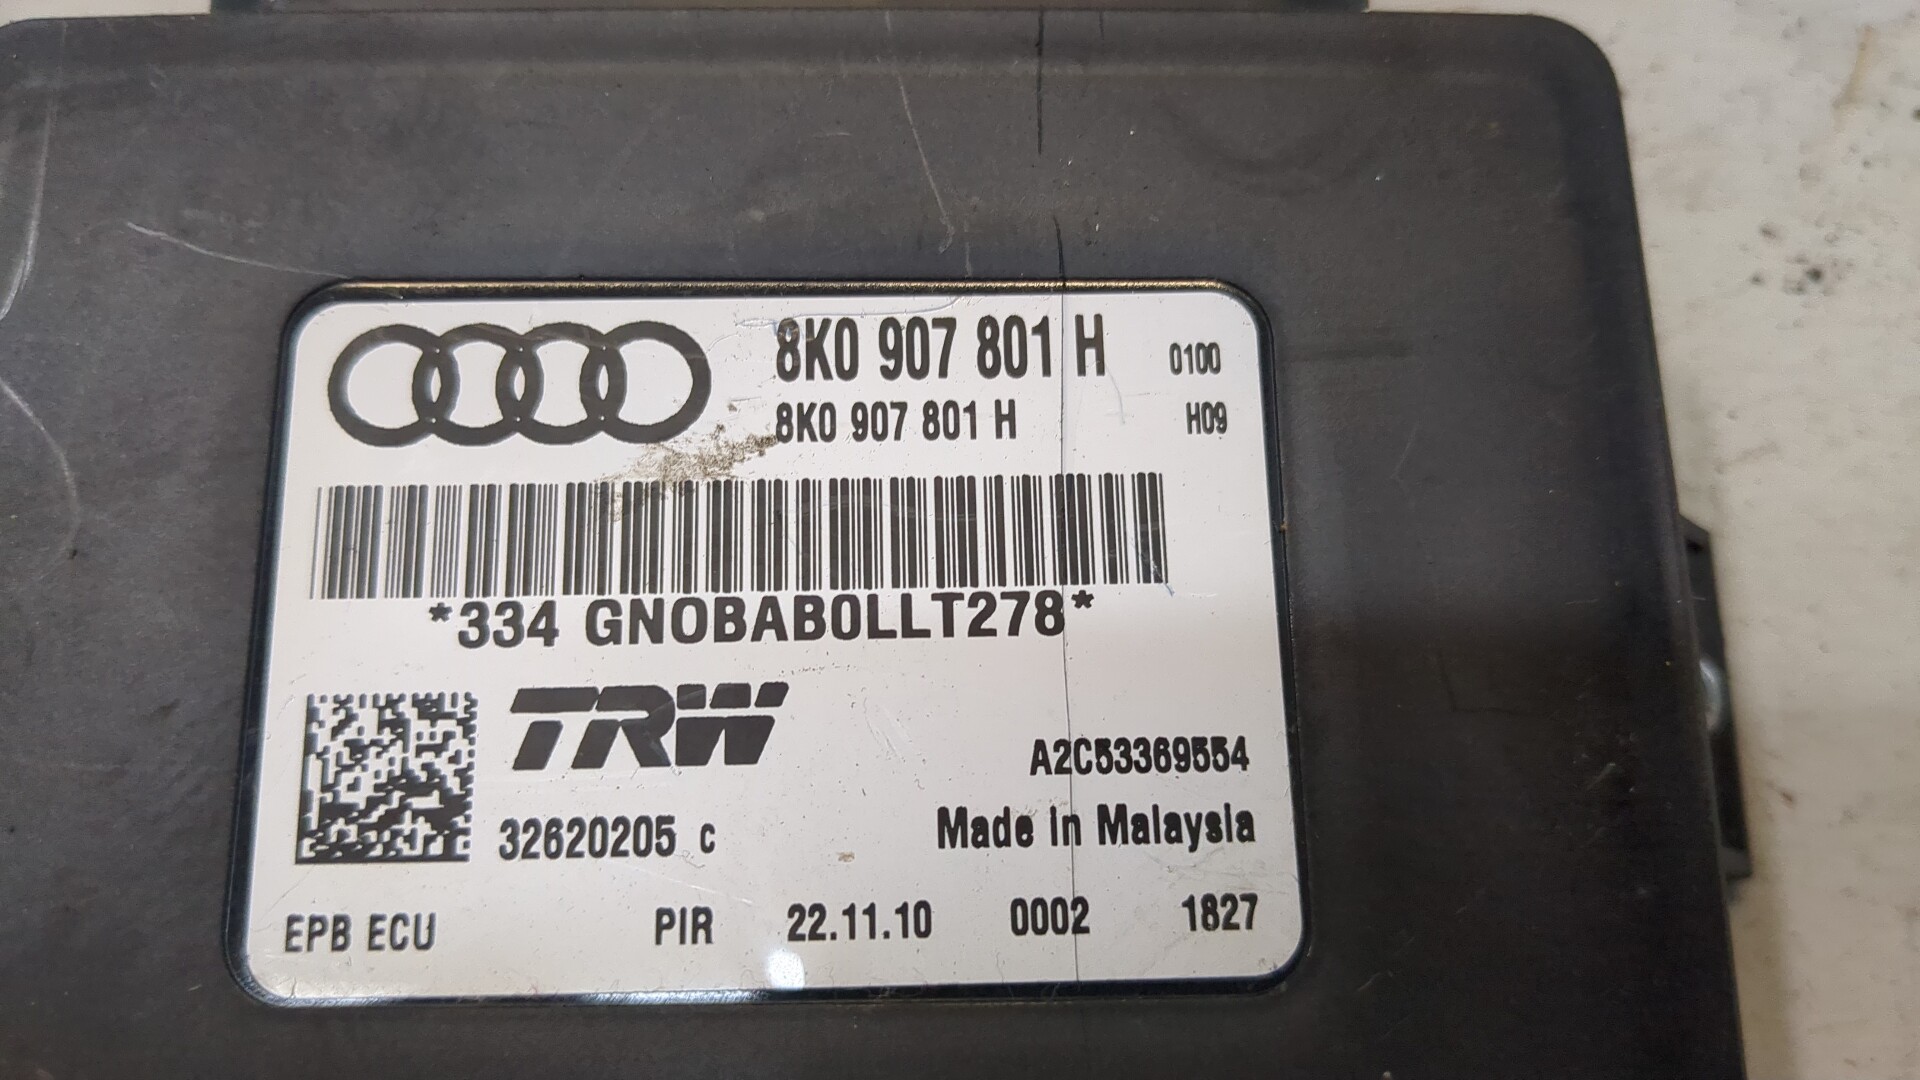 8K0 907 801 H 0100
8K0 907 801 H H09
*334 GNOBAB0LLT278*
TRW
A2C53369554
32620205 C Made in Malaysia
EPB ECU PIR 22.11.10 0002 1827